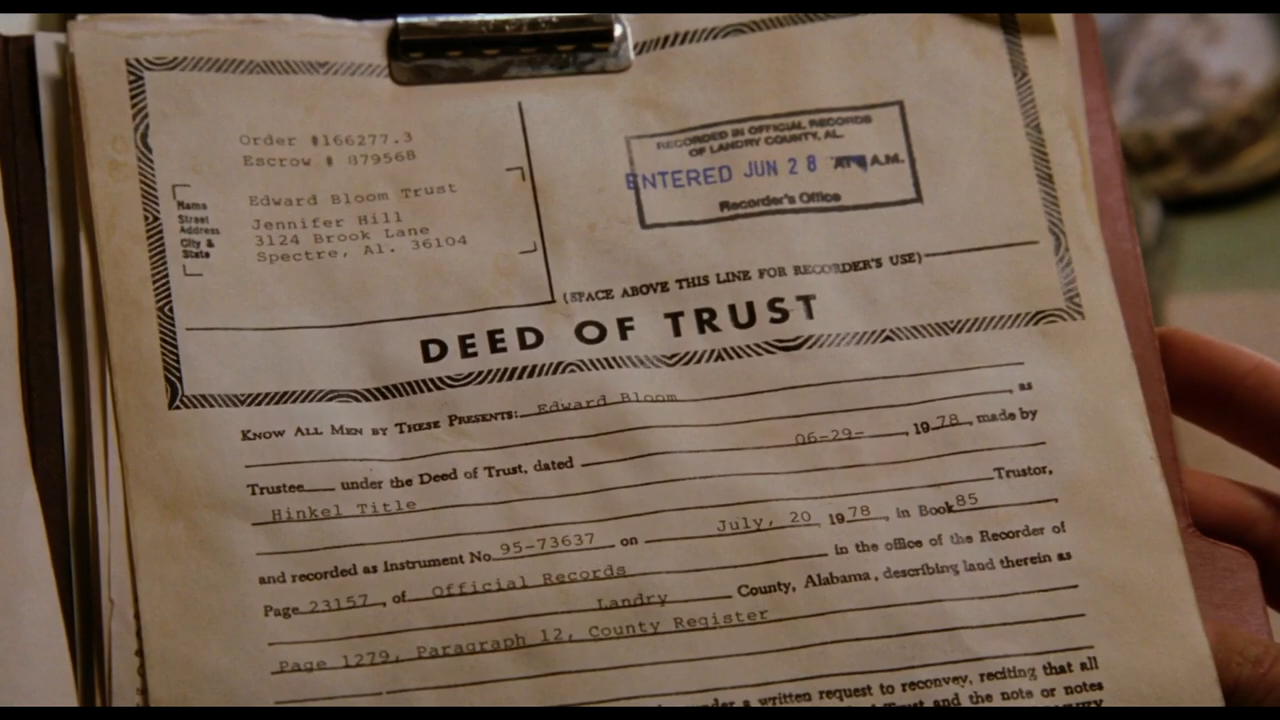 Order #166277.3
Escrow # 879568
Name
Street
Address
City &
State
Edward Bloom Trust
Jennifer Hill
3124 Brook Lane
Spectre, Al. 36104
RECORDED IN OFFICIAL RECORDS
OF LANDRY COUNTY, AL.
ENTERED JUN 28 AT A.M.
Recorder's Office
(SPACE ABOVE THIS LINE FOR RECORDER'S USE)
DEED OF TRUST
KNOW ALL MEN BY THESE PRESENTS: Edward Bloom
, as
Trustee under the Deed of Trust, dated 06-29- , 19 78, made by
Hinkel Title
Trustor,
and recorded as Instrument No. 95-73637 on July, 20 19 78, in Book 85,
Page 23157, of Official Records in the office of the Recorder of
Landry County, Alabama, describing land therein as
Page 1279, Paragraph 12, County Register
under a written request to reconvey, reciting that all
Trust and the note or notes